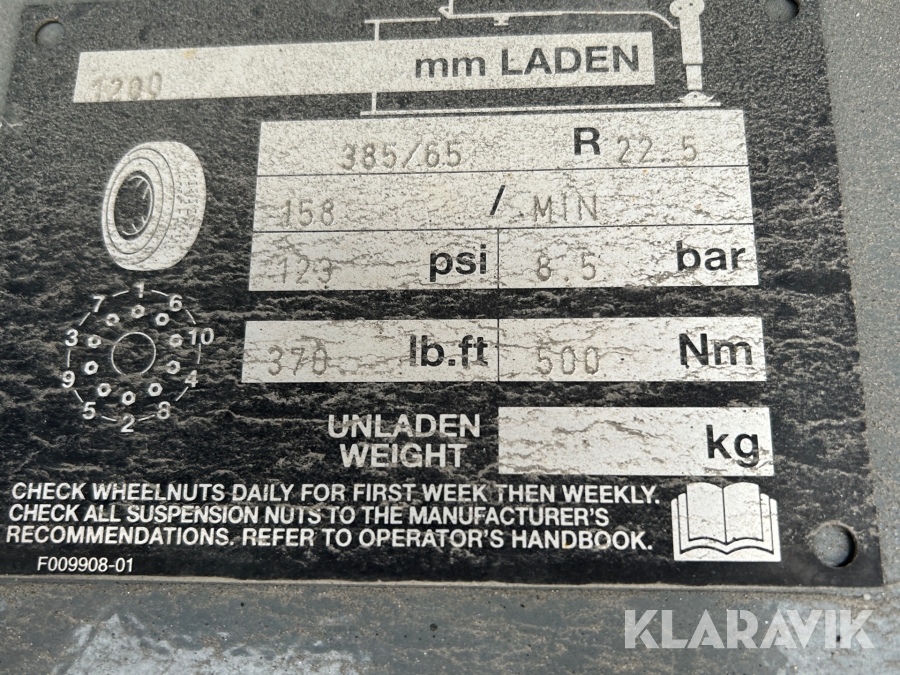 1200 mm LADEN
385/65 R 22.5
158 / MIN
123 psi 8.5 bar
370 lb.ft 500 Nm
1
7 6
3 10
9 4
5 8
2
UNLADEN
WEIGHT kg
CHECK WHEELNUTS DAILY FOR FIRST WEEK THEN WEEKLY.
CHECK ALL SUSPENSION NUTS TO THE MANUFACTURER'S
RECOMMENDATIONS. REFER TO OPERATOR'S HANDBOOK.
F009908-01
KLARAVIK